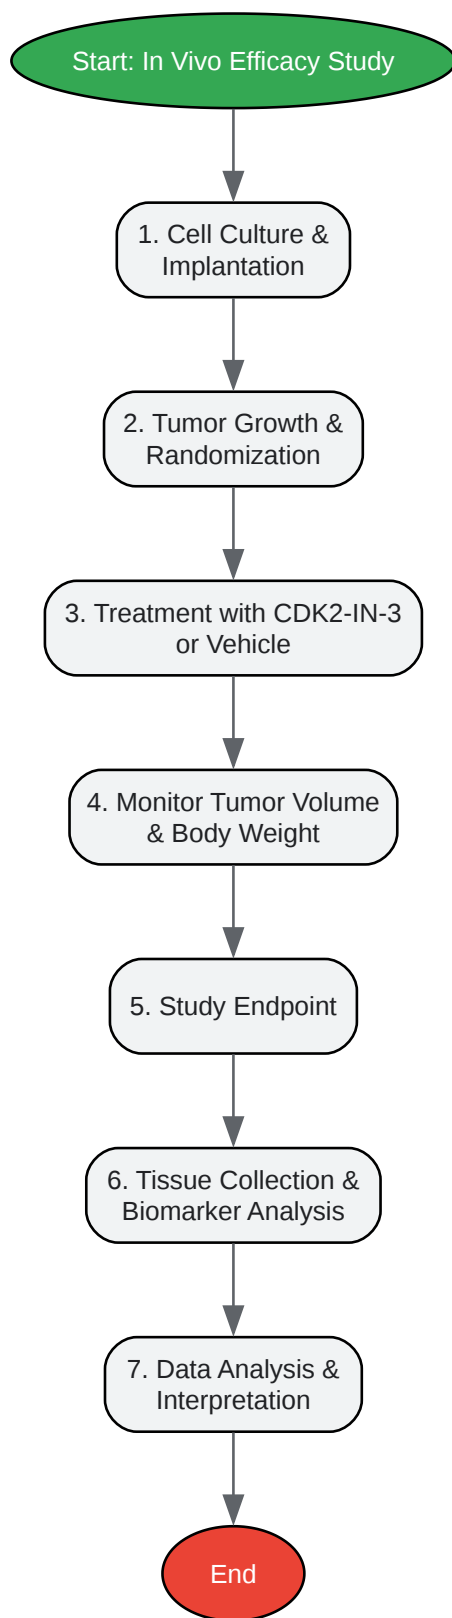 Start: In Vivo Efficacy Study
1. Cell Culture &
Implantation
2. Tumor Growth &
Randomization
3. Treatment with CDK2-IN-3
or Vehicle
4. Monitor Tumor Volume
& Body Weight
5. Study Endpoint
6. Tissue Collection &
Biomarker Analysis
7. Data Analysis &
Interpretation
End